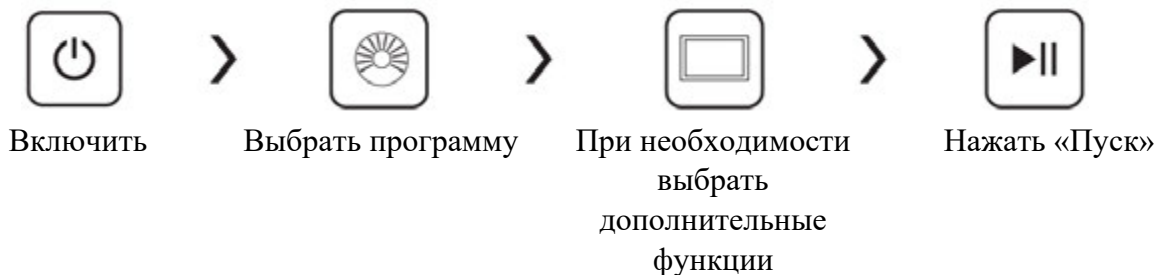 Включить
Выбрать программу
При необходимости
выбрать
дополнительные
функции
Нажать «Пуск»